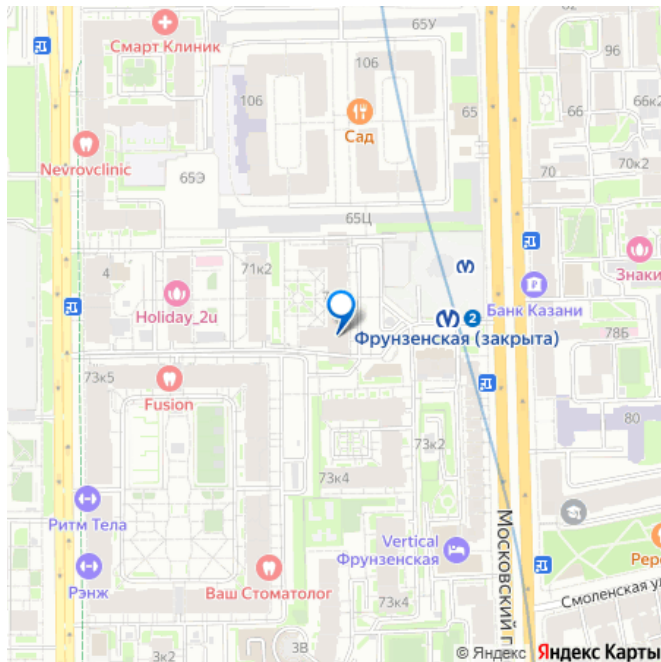 65У
62
Смарт Клиник
106
96
106
66
66к2
65
Сад
Nevrovclinic
70к2
65Э
70
65Ц
71к2
4
Знаки
Банк Казани
Holiday_2u
2
78Б
Фрунзенская (закрыта)
73к5
Fusion
80
73к2
73к4
Ритм Тела
Vertical
Фрунзенская
Московский п
Рэнж
Ваш Стоматолог
Смоленская ул
73к4
3В
3к2
© Яндекс Яндекс Карты